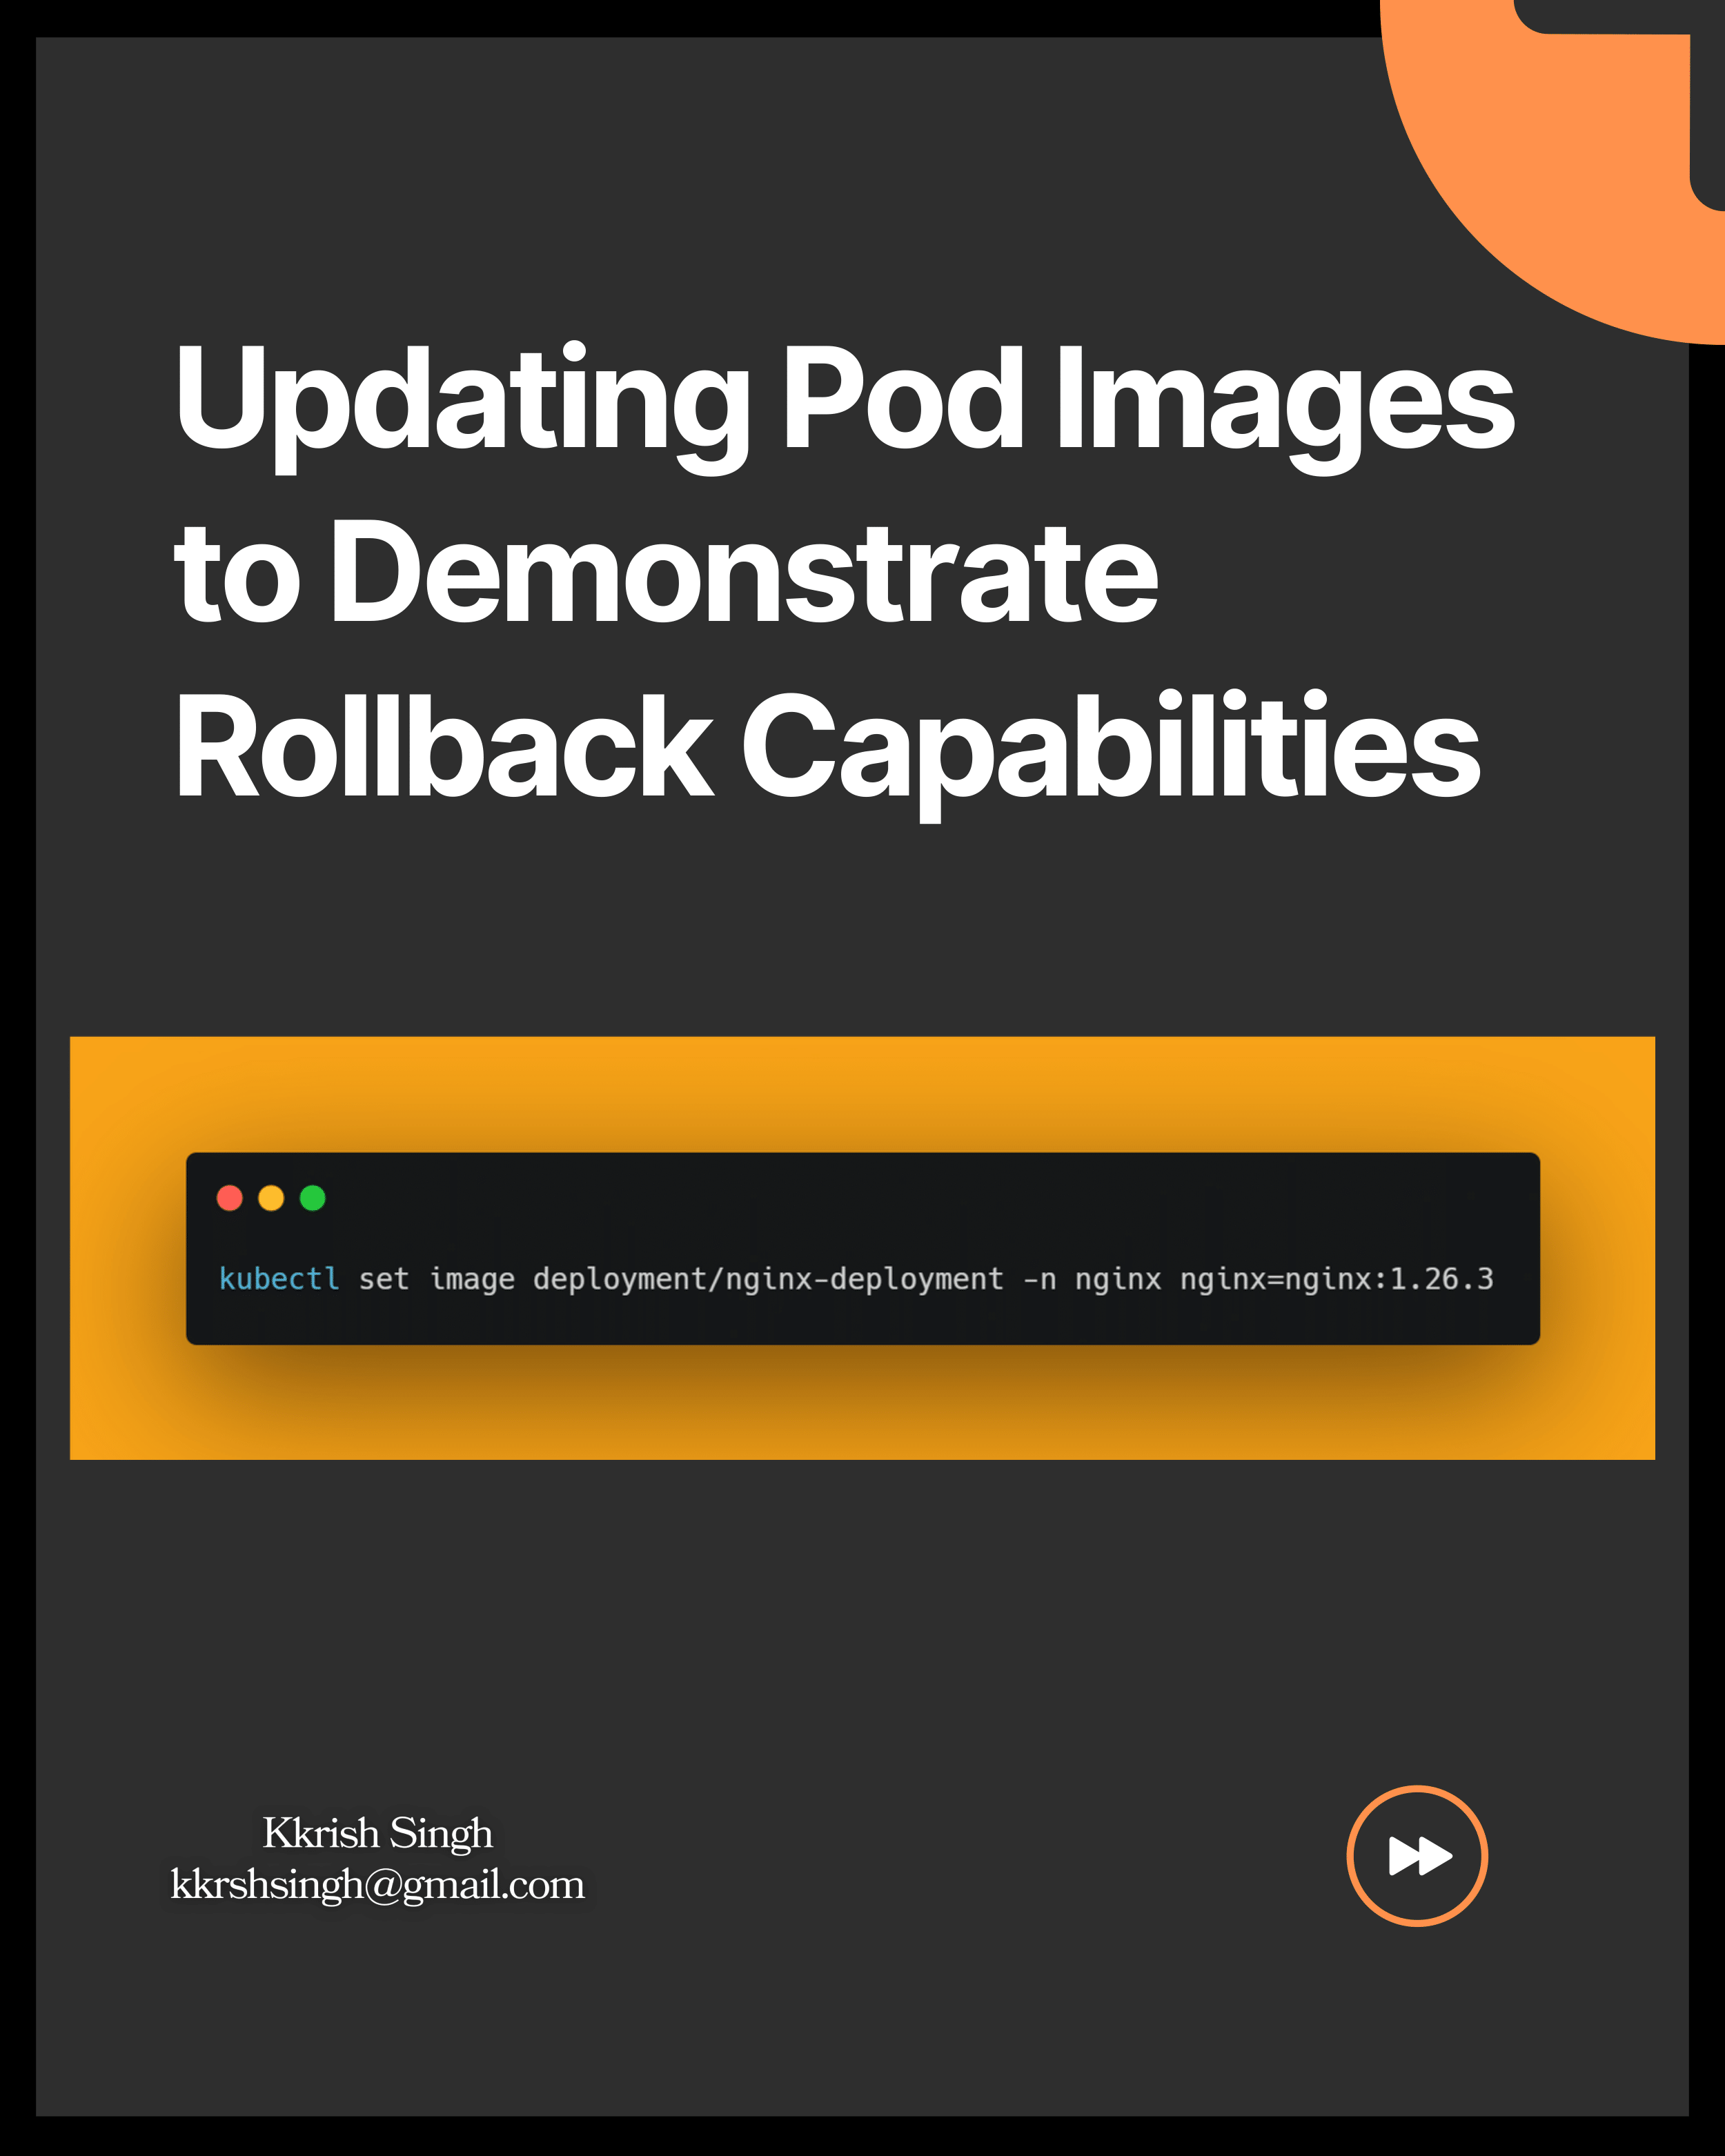 Updating Pod Images
to Demonstrate
Rollback Capabilities
kubectl set image deployment/nginx-deployment -n nginx nginx=nginx:1.26.3
Kkrish Singh
kkrshsingh@gmail.com